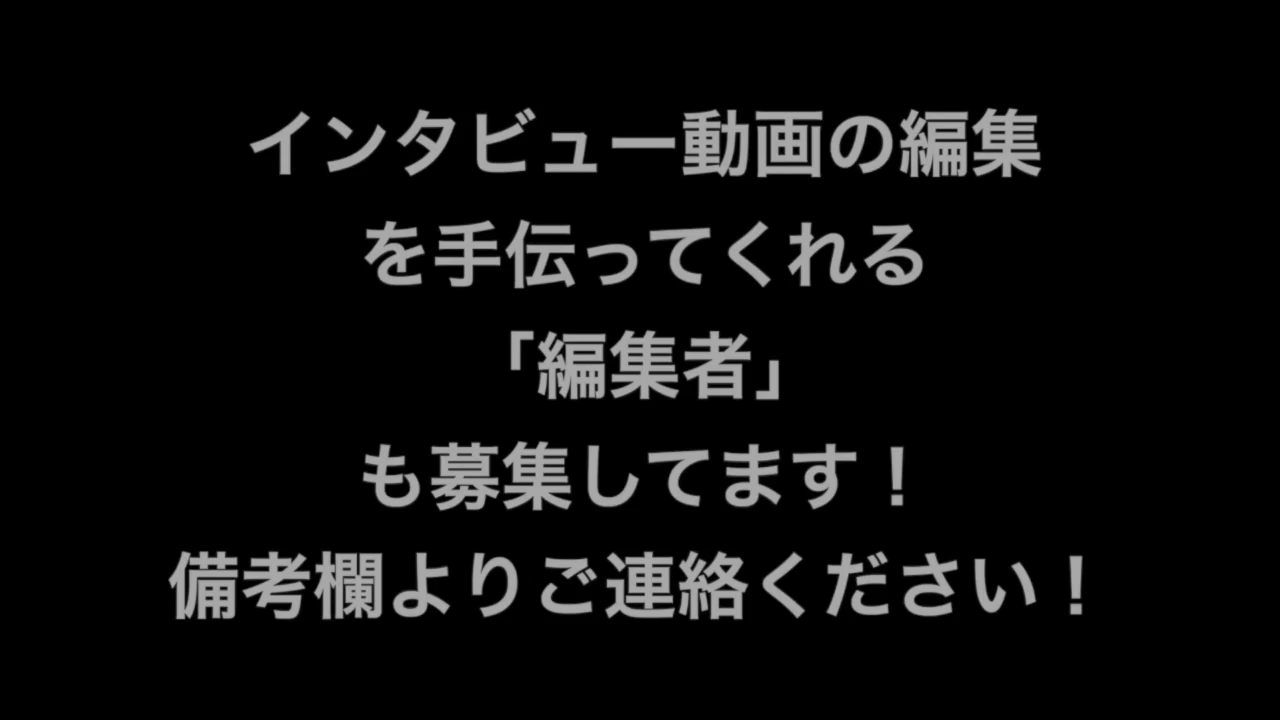 インタビュー動画の編集
を手伝ってくれる
「編集者」
も募集してます！
備考欄よりご連絡ください！